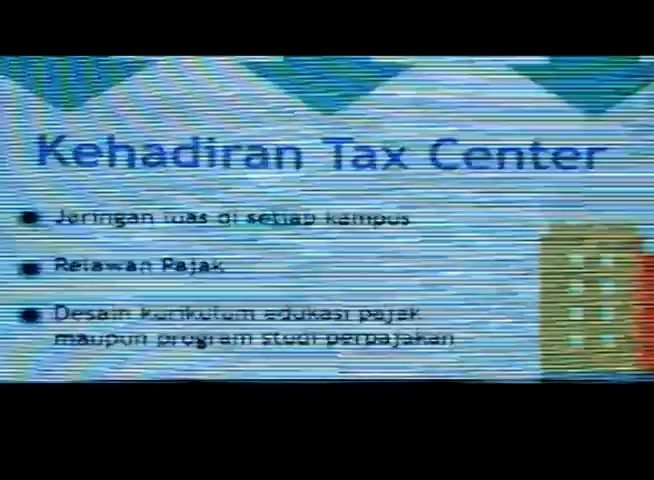 Kehadiran Tax Center
Jaringan luas di setiap kampus
Relawan Pajak
Desain kurikulum edukasi pajak
maupun program studi perpajakan